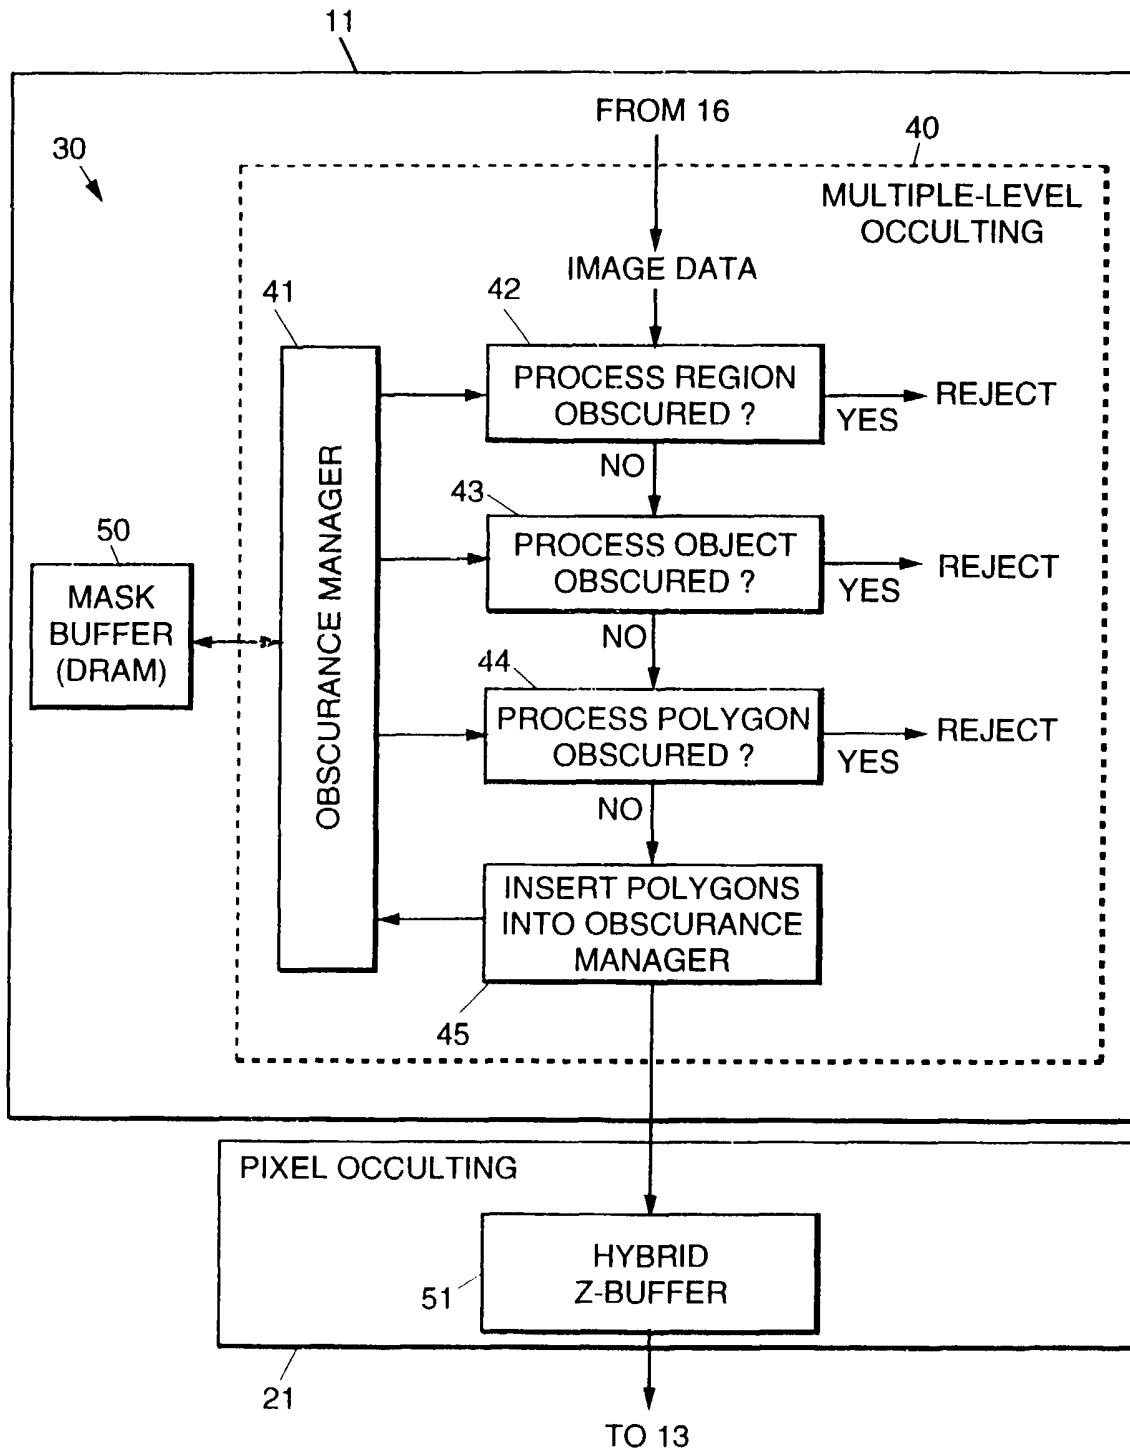 11
FROM 16
30
40
MULTIPLE-LEVEL
OCCULTING
IMAGE DATA
41
42
PROCESS REGION
OBSCURED ?
YES
REJECT
NO
43
PROCESS OBJECT
OBSCURED ?
YES
REJECT
NO
50
MASK
BUFFER
(DRAM)
OBSCURANCE MANAGER
44
PROCESS POLYGON
OBSCURED ?
YES
REJECT
NO
INSERT POLYGONS
INTO OBSCURANCE
MANAGER
45
PIXEL OCCULTING
HYBRID
Z-BUFFER
51
21
TO 13